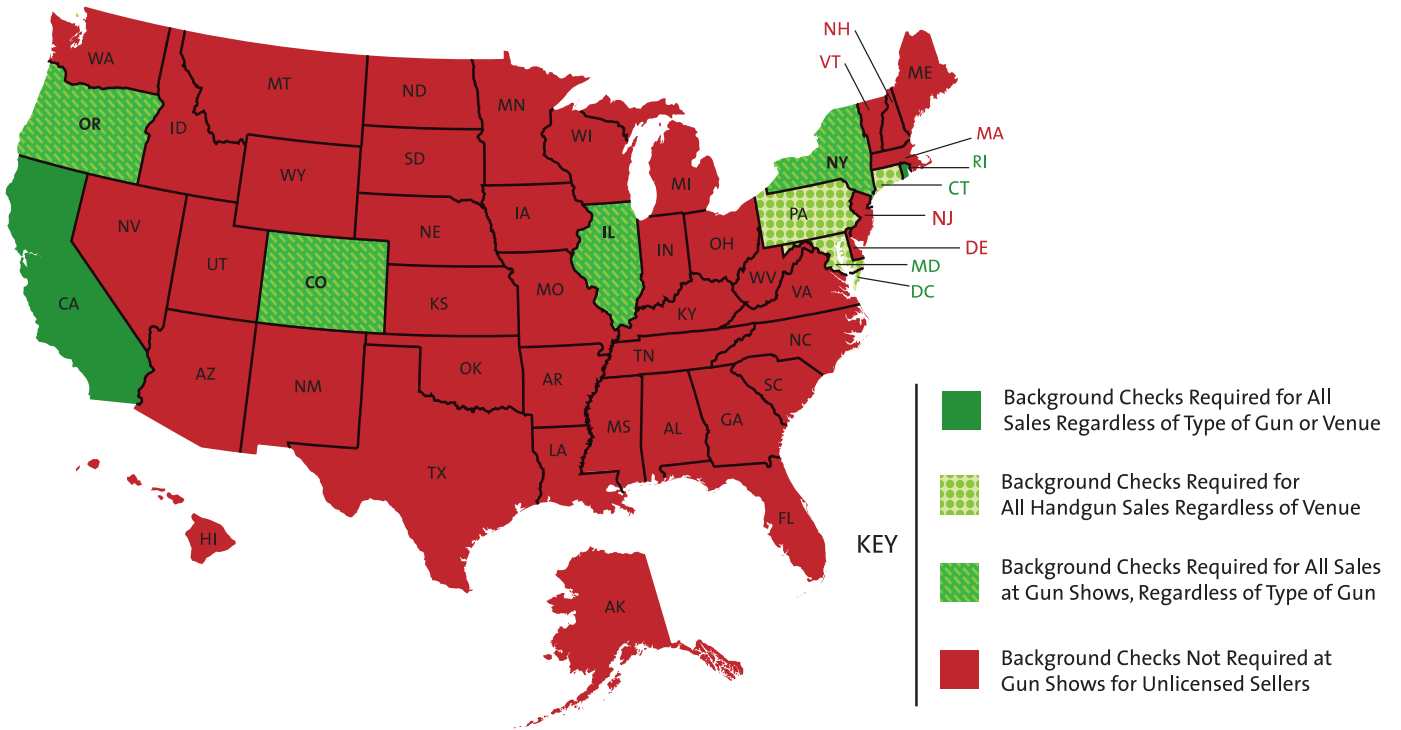 NH
VT
WA
ME
MT
ND
MN
OR
ID
WI
MA
NY
RI
SD
WY
MI
CT
PA
IA
NJ
NV
NE
IL
OH
IN
DE
UT
MD
CO
WV
MO
VA
DC
CA
KS
KY
NC
TN
OK
AZ
AR
NM
SC
GA
MS
AL
LA
TX
FL
HI
AK
KEY
Background Checks Required for All
Sales Regardless of Type of Gun or Venue
Background Checks Required for
All Handgun Sales Regardless of Venue
Background Checks Required for All Sales
at Gun Shows, Regardless of Type of Gun
Background Checks Not Required at
Gun Shows for Unlicensed Sellers